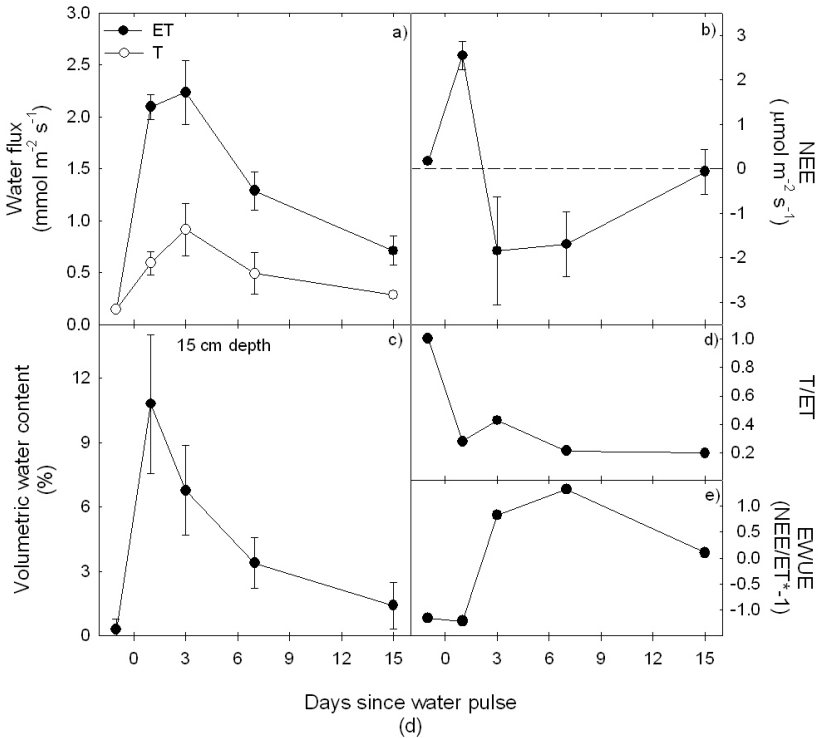 3.0
2.5
2.0
1.5
1.0
0.5
0.0
Water flux
(mmol m-2 s-1)
ET
T
a)
b)
3
2
1
0
-1
-2
-3
NEE
( μmol m-2 s-1)
15 cm depth
c)
12
9
6
3
0
Volumetric water content
(%)
d)
1.0
0.8
0.6
0.4
0.2
T/ET
e)
1.0
0.5
0.0
-0.5
-1.0
EWUE
(NEE/ET*-1)
0 3 6 9 12 15
0 3 6 9 12 15
Days since water pulse
(d)